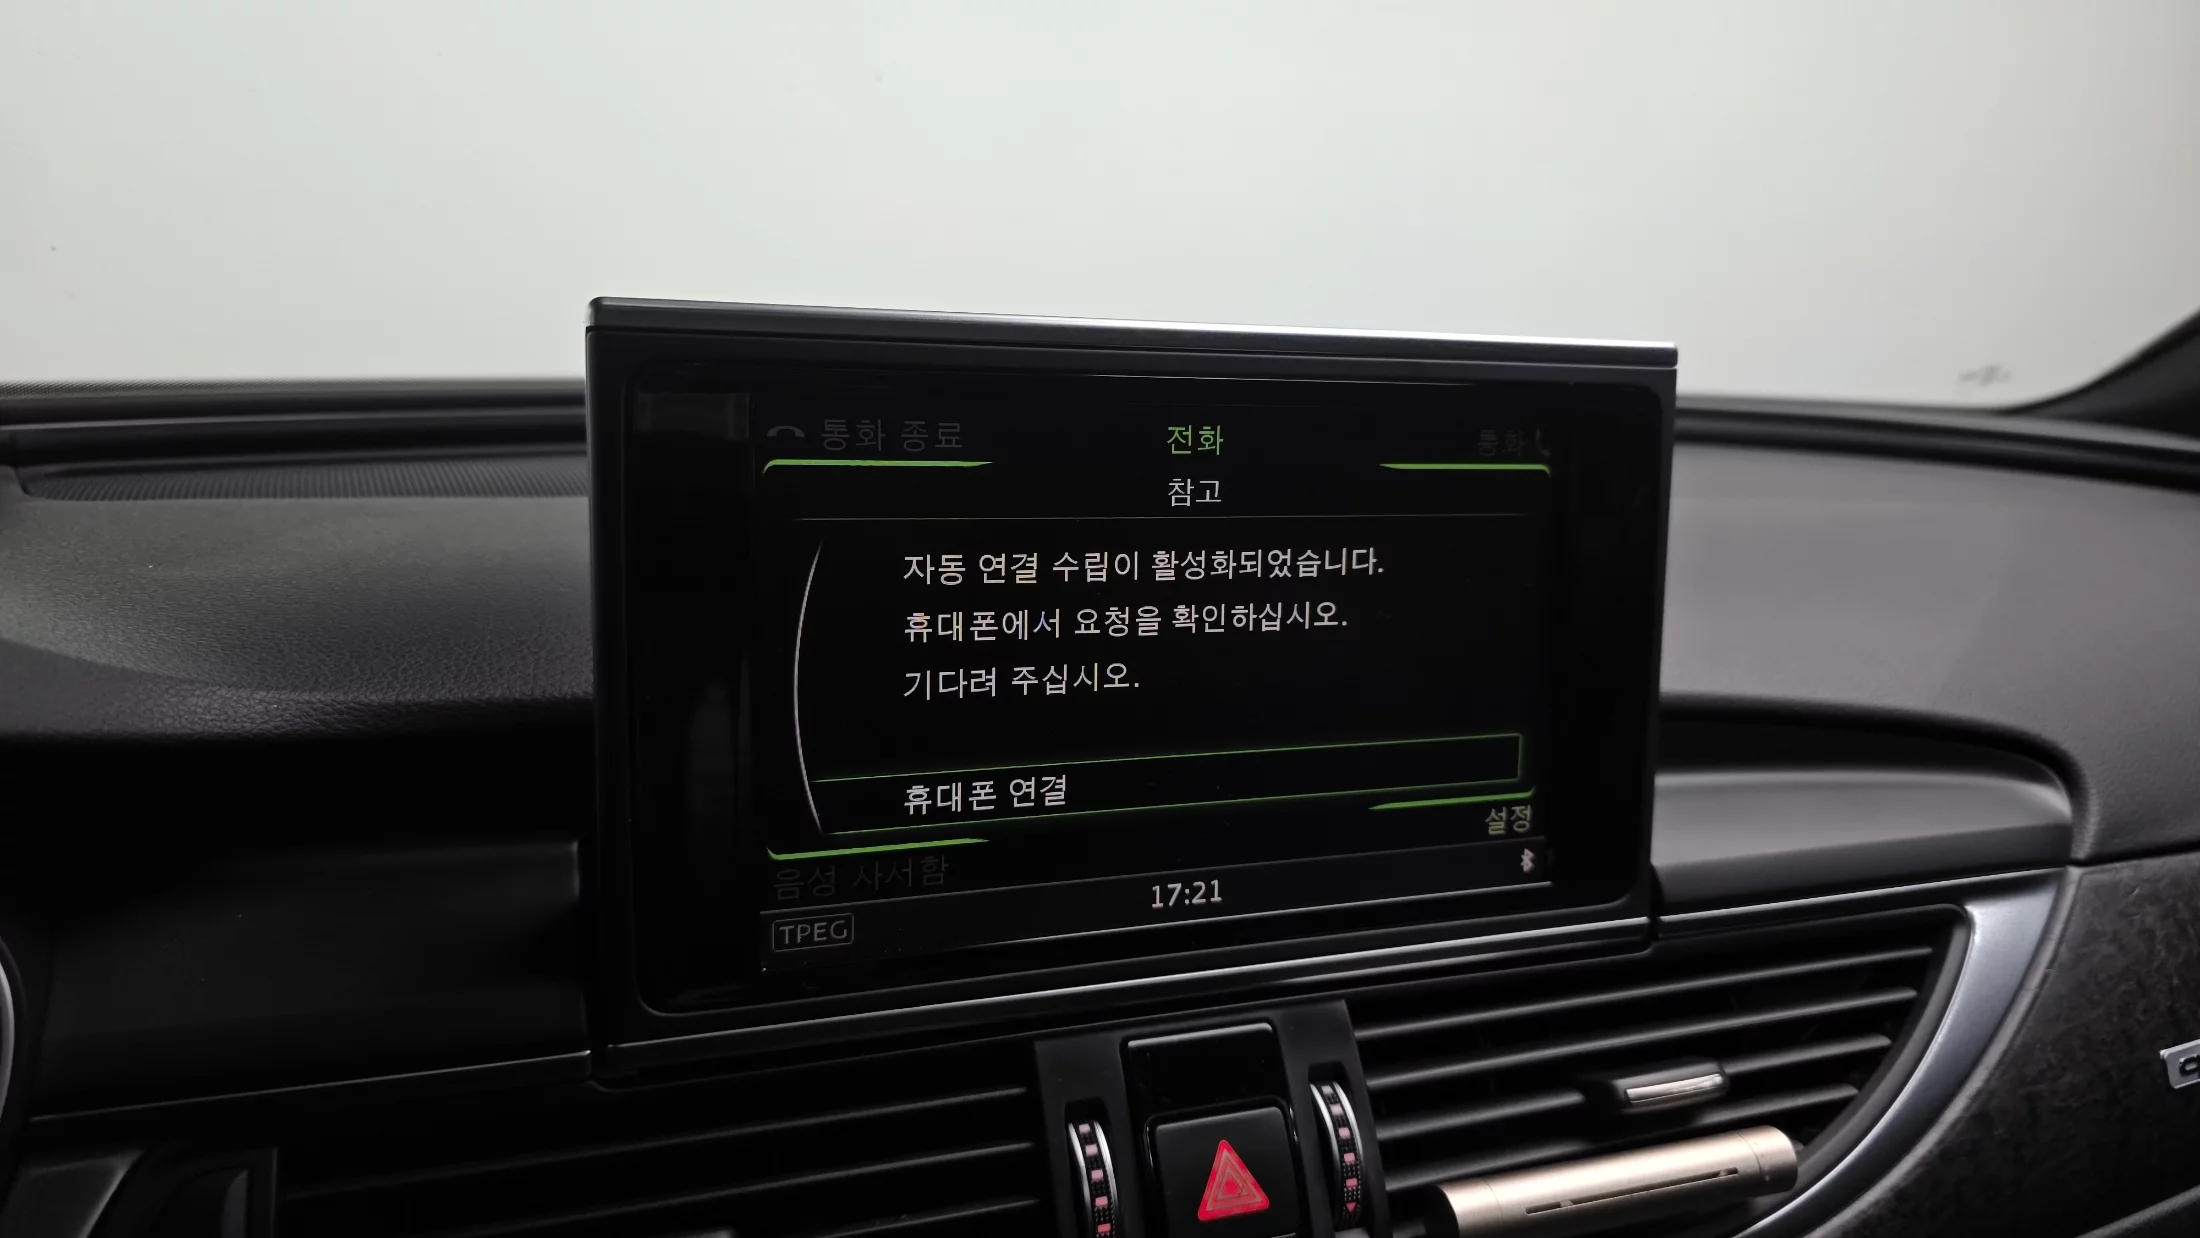 통화 종료
전화
통화
참고
자동 연결 수립이 활성화되었습니다.
휴대폰에서 요청을 확인하십시오.
기다려 주십시오.
휴대폰 연결
설정
음성 사서함
17:21
TPEG